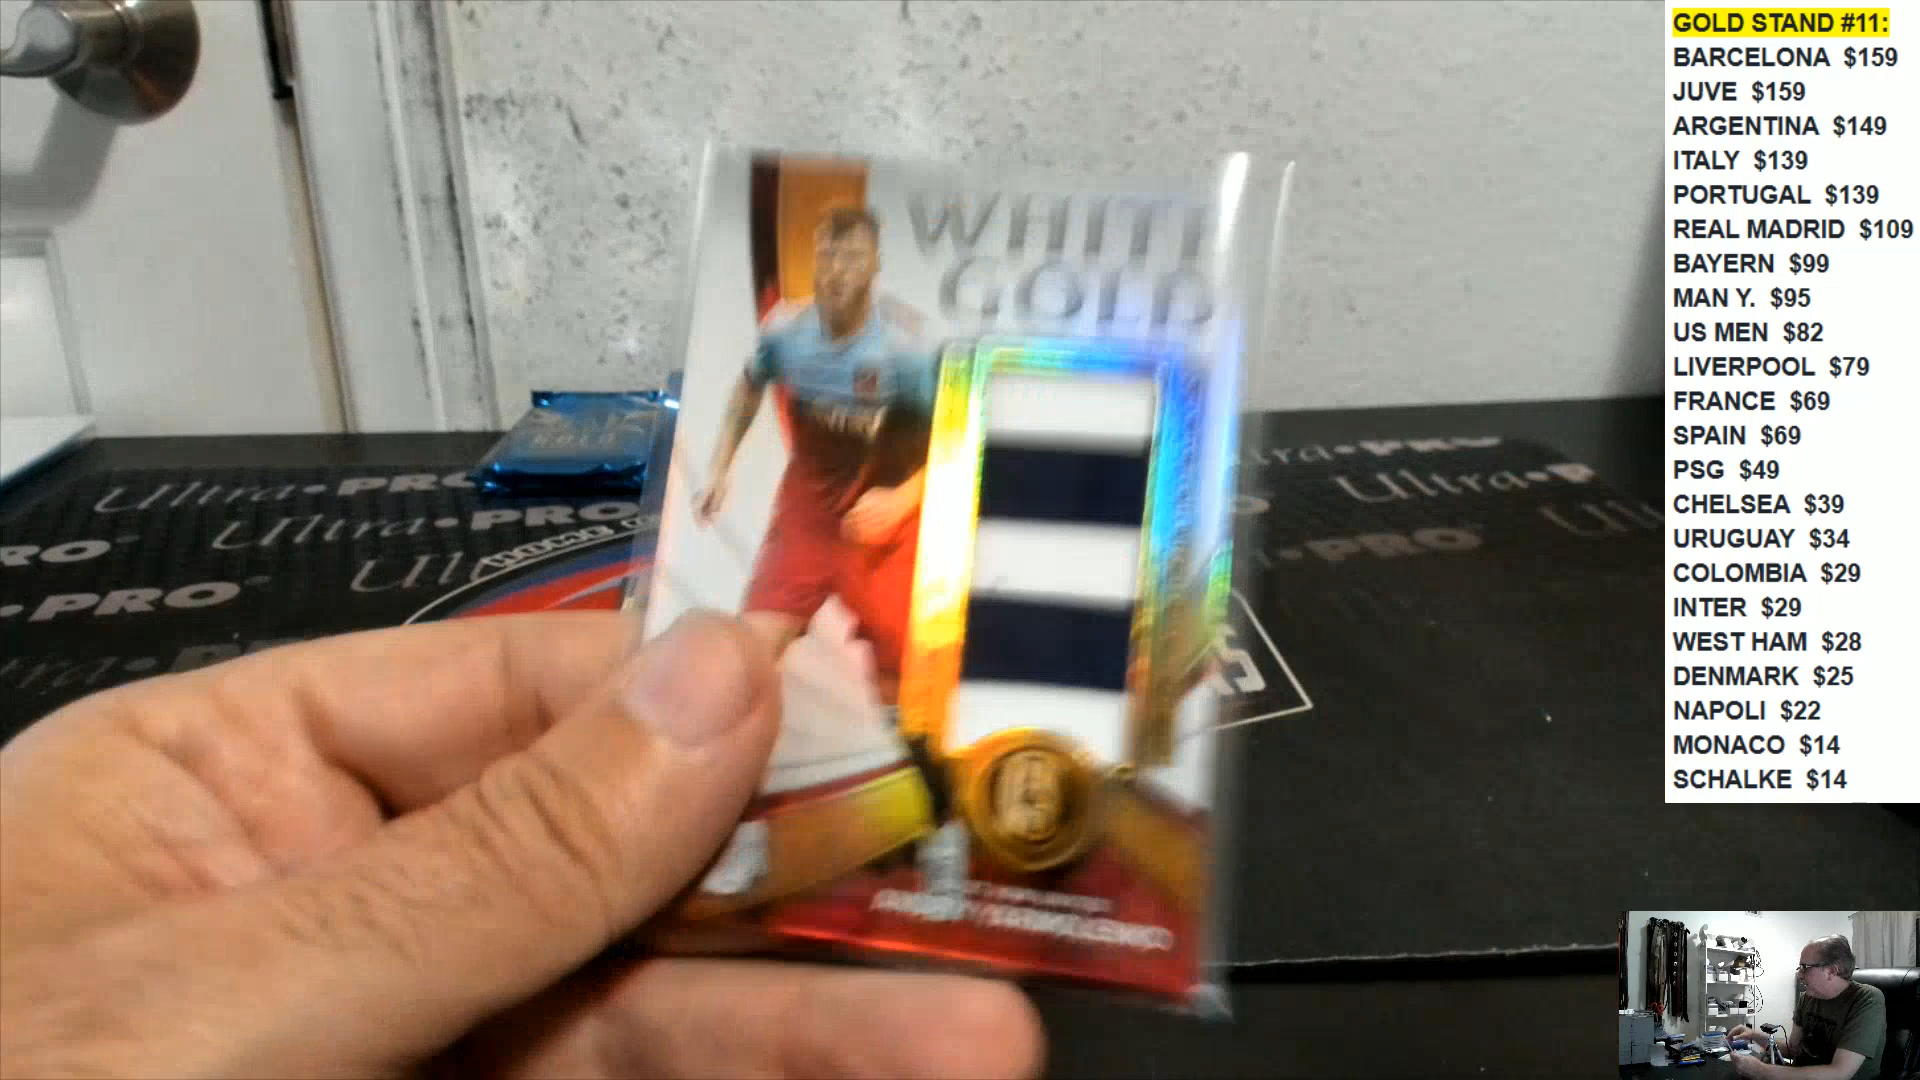 GOLD STAND #11:
BARCELONA $159
JUVE $159
ARGENTINA $149
ITALY $139
PORTUGAL $139
REAL MADRID $109
BAYERN $99
MAN Y. $95
US MEN $82
LIVERPOOL $79
FRANCE $69
SPAIN $69
PSG $49
CHELSEA $39
URUGUAY $34
COLOMBIA $29
INTER $29
WEST HAM $28
DENMARK $25
NAPOLI $22
MONACO $14
SCHALKE $14
WHITE
GOLD
GOLD
Ultra•PRO
Ultra•PRO
Ultra•PRO
PRO